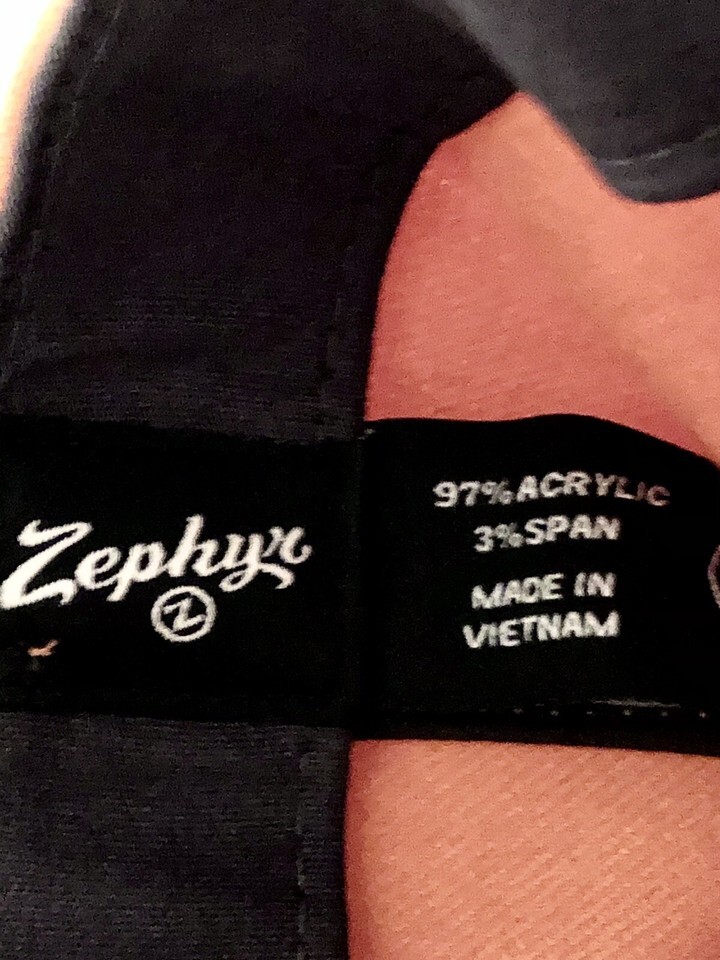 Zephyr
Z
97% ACRYLIC
3% SPAN
MADE IN
VIETNAM